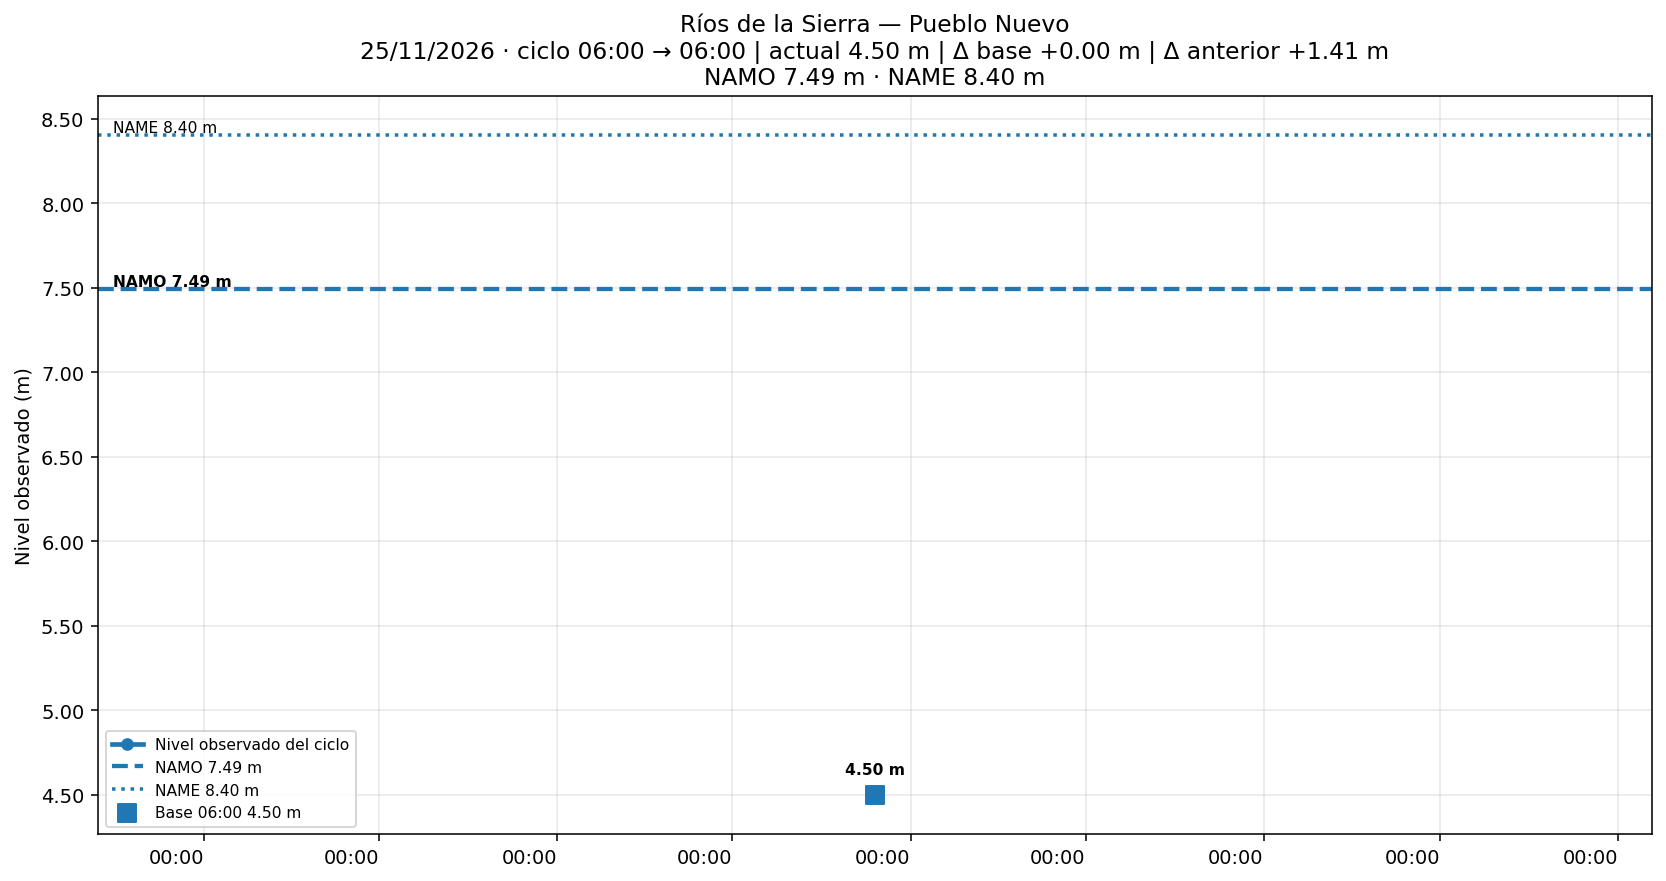 Ríos de la Sierra — Pueblo Nuevo
25/11/2026 · ciclo 06:00 → 06:00 | actual 4.50 m | Δ base +0.00 m | Δ anterior +1.41 m
NAMO 7.49 m · NAME 8.40 m
Nivel observado (m)
8.50
8.00
7.50
7.00
6.50
6.00
5.50
5.00
4.50
NAME 8.40 m
NAMO 7.49 m
4.50 m
Nivel observado del ciclo
NAMO 7.49 m
NAME 8.40 m
Base 06:00 4.50 m
00:00 00:00 00:00 00:00 00:00 00:00 00:00 00:00 00:00